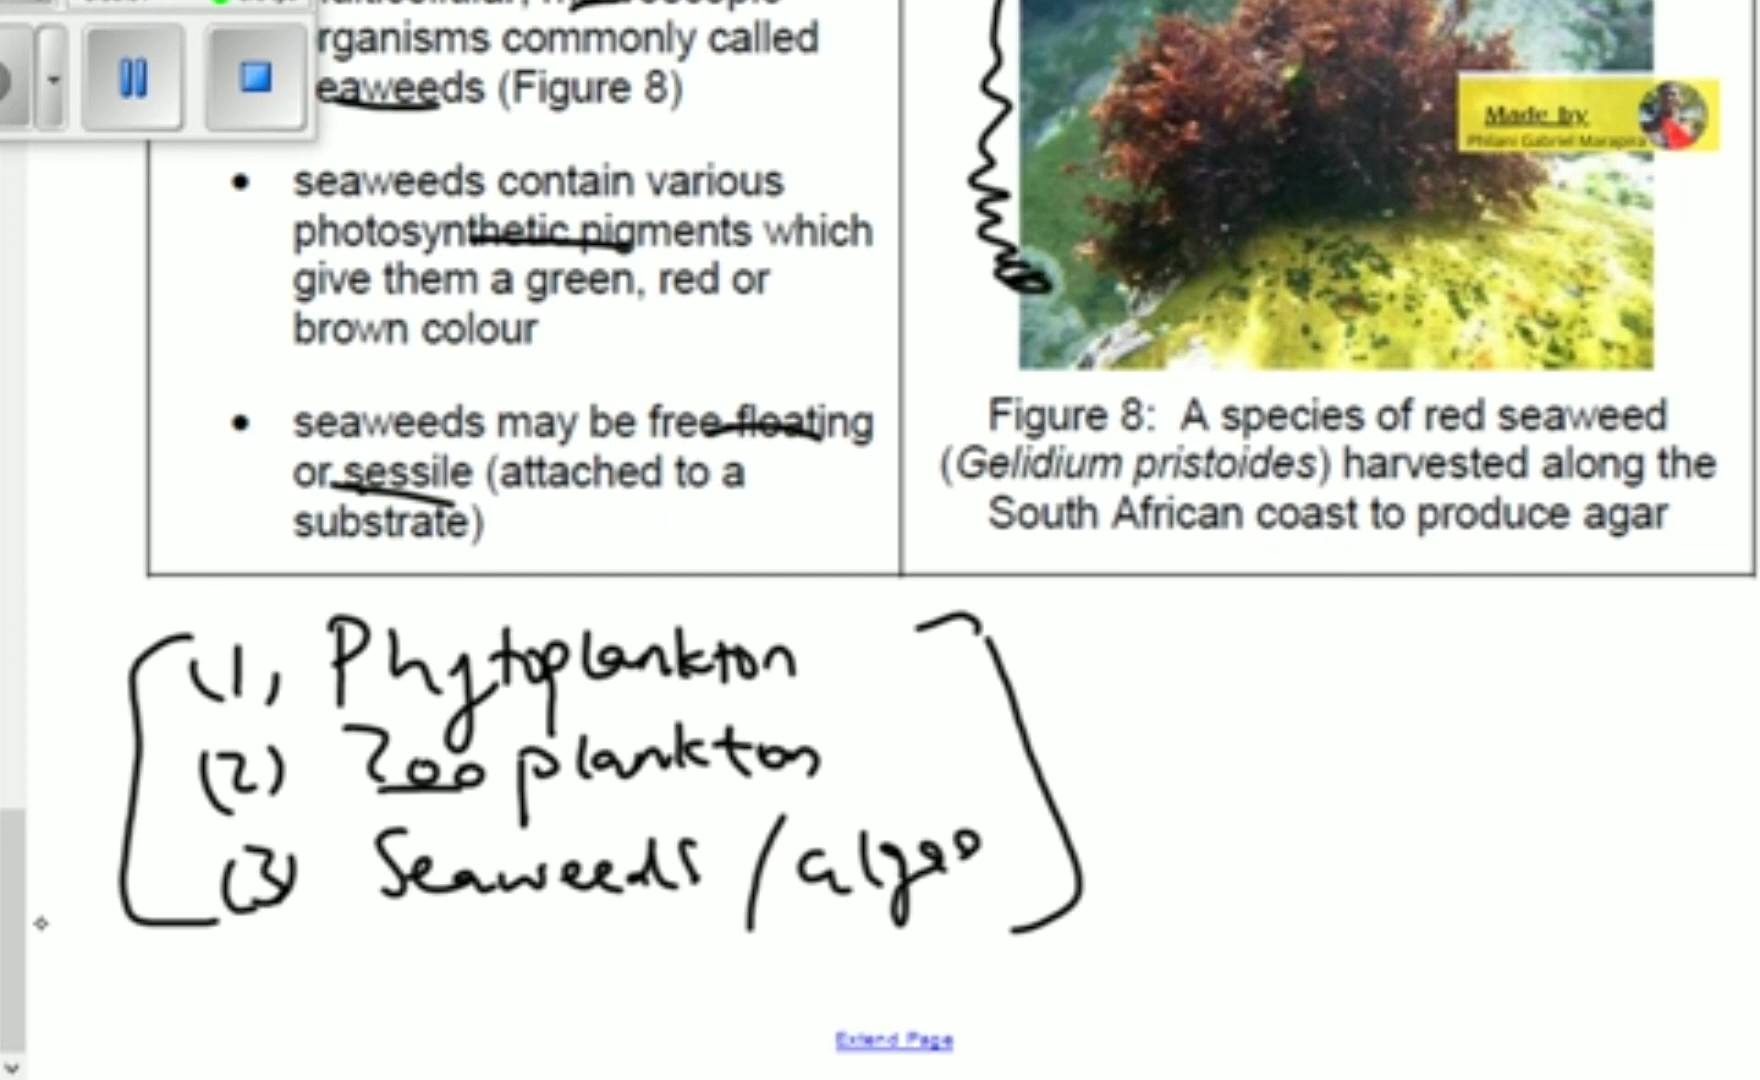 rganisms commonly called
eaweeds (Figure 8)
• seaweeds contain various
photosynthetic pigments which
give them a green, red or
brown colour
• seaweeds may be free floating
or sessile (attached to a
substrate)
Made by
Philani Gabriel Marapira
Figure 8: A species of red seaweed
(Gelidium pristoides) harvested along the
South African coast to produce agar
(1, Phytoplankton
(2) Zooplankton
(3) Seaweeds / algae
Extend Page